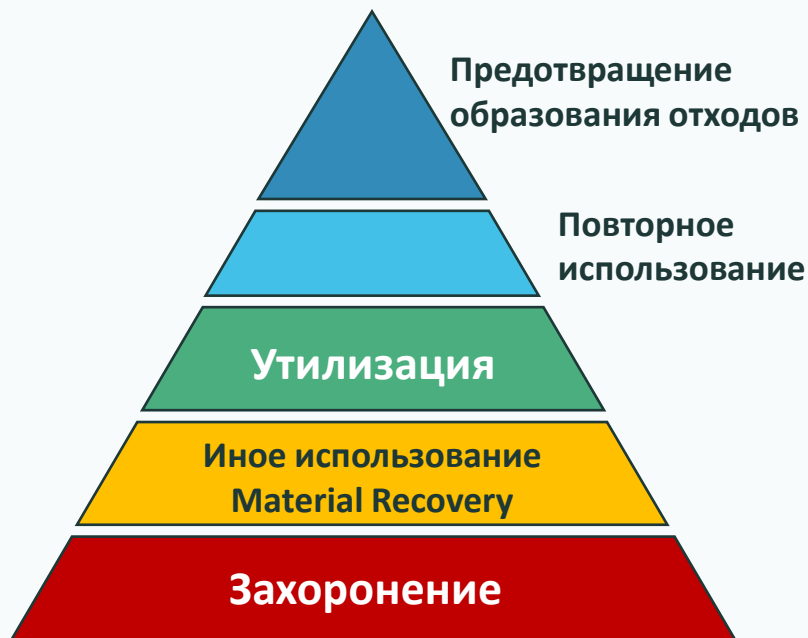 Предотвращение
образования отходов
Повторное
использование
Утилизация
Иное использование
Material Recovery
Захоронение